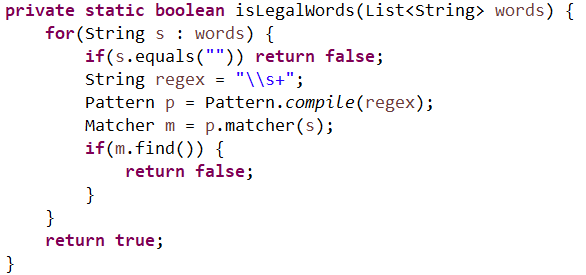 private static boolean isLegalWords(List<String> words) {
    for(String s : words) {
        if(s.equals("")) return false;
        String regex = "\\s+";
        Pattern p = Pattern.compile(regex);
        Matcher m = p.matcher(s);
        if(m.find()) {
            return false;
        }
    }
    return true;
}